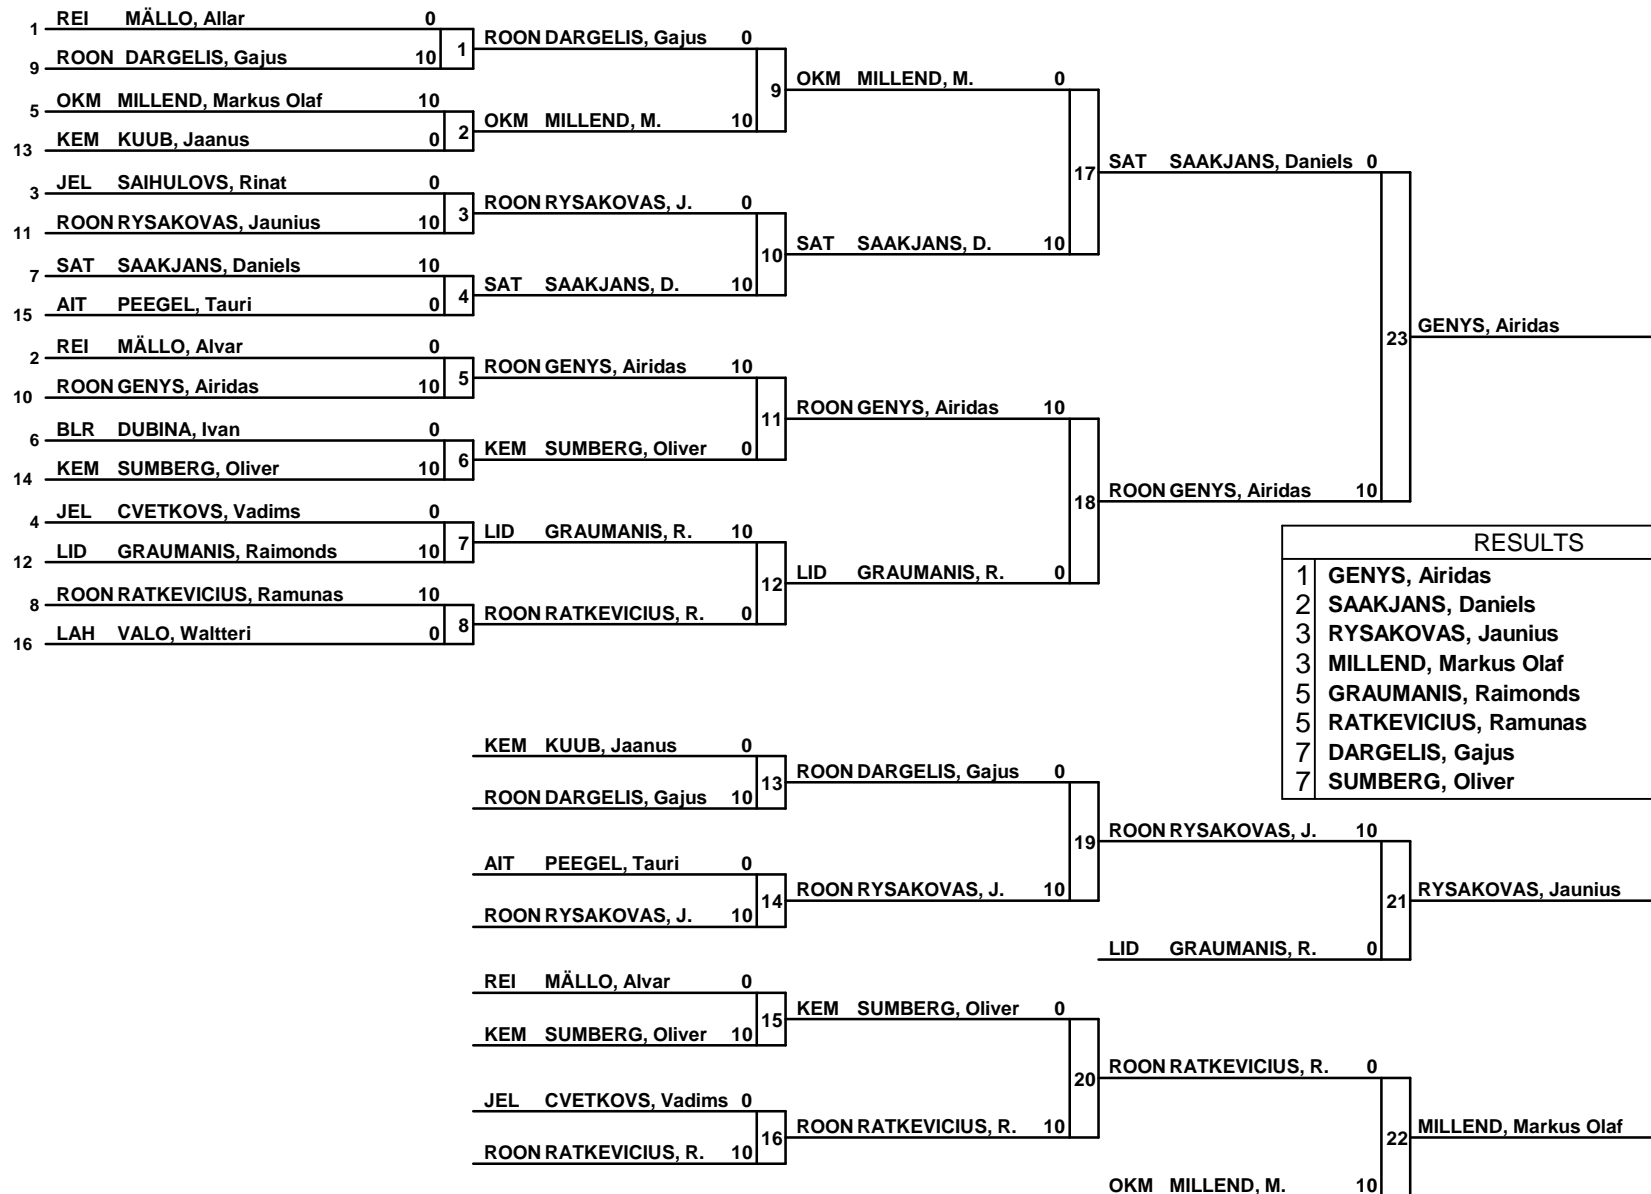 1 REI MÄLLO, Allar 0
9 ROON DARGELIS, Gajus 10
1
ROON DARGELIS, Gajus 0
5 OKM MILLEND, Markus Olaf 10
13 KEM KUUB, Jaanus 0
2
OKM MILLEND, M. 10
9
OKM MILLEND, M. 0
3 JEL SAIHULOVS, Rinat 0
11 ROON RYSAKOVAS, Jaunius 10
3
ROON RYSAKOVAS, J. 0
7 SAT SAAKJANS, Daniels 10
15 AIT PEEGEL, Tauri 0
4
SAT SAAKJANS, D. 10
10
SAT SAAKJANS, D. 10
17
SAT SAAKJANS, Daniels 0
2 REI MÄLLO, Alvar 0
10 ROON GENYS, Airidas 10
5
ROON GENYS, Airidas 10
6 BLR DUBINA, Ivan 0
14 KEM SUMBERG, Oliver 10
6
KEM SUMBERG, Oliver 0
11
ROON GENYS, Airidas 10
4 JEL CVETKOVS, Vadims 0
12 LID GRAUMANIS, Raimonds 10
7
LID GRAUMANIS, R. 10
8 ROON RATKEVICIUS, Ramunas 10
16 LAH VALO, Waltteri 0
8
ROON RATKEVICIUS, R. 0
12
LID GRAUMANIS, R. 0
18
ROON GENYS, Airidas 10
23
GENYS, Airidas
RESULTS
1 GENYS, Airidas
2 SAAKJANS, Daniels
3 RYSAKOVAS, Jaunius
3 MILLEND, Markus Olaf
5 GRAUMANIS, Raimonds
5 RATKEVICIUS, Ramunas
7 DARGELIS, Gajus
7 SUMBERG, Oliver
KEM KUUB, Jaanus 0
ROON DARGELIS, Gajus 10
13
ROON DARGELIS, Gajus 0
AIT PEEGEL, Tauri 0
ROON RYSAKOVAS, J. 10
14
ROON RYSAKOVAS, J. 10
19
ROON RYSAKOVAS, J. 10
LID GRAUMANIS, R. 0
21
RYSAKOVAS, Jaunius
REI MÄLLO, Alvar 0
KEM SUMBERG, Oliver 10
15
KEM SUMBERG, Oliver 0
JEL CVETKOVS, Vadims 0
ROON RATKEVICIUS, R. 10
16
ROON RATKEVICIUS, R. 10
20
ROON RATKEVICIUS, R. 0
OKM MILLEND, M. 10
22
MILLEND, Markus Olaf